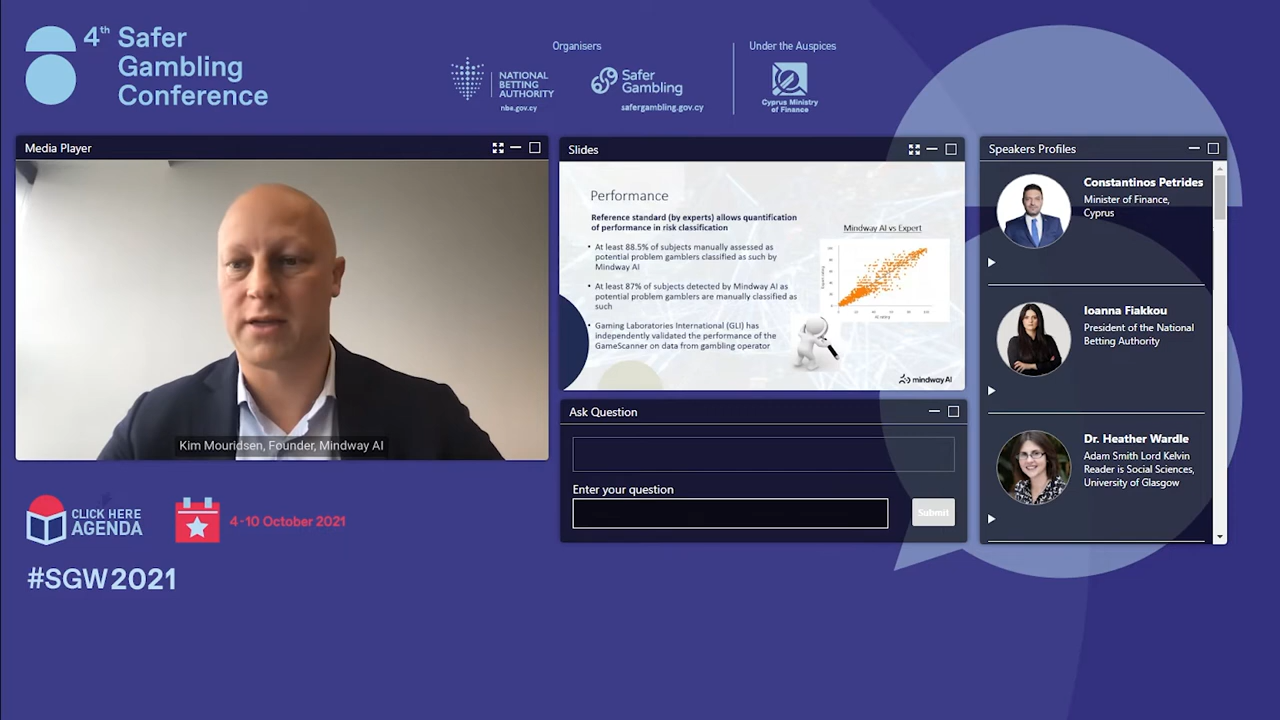 4th Safer
Gambling
Conference
Organisers
NATIONAL
BETTING
AUTHORITY
nba.gov.cy
Safer
Gambling
safergambling.gov.cy
Under the Auspices
Cyprus Ministry
of Finance
Media Player
Kim Mouridsen, Founder, Mindway AI
Slides
Performance
Reference standard (by experts) allows quantification
of performance in risk classification
• At least 88.5% of subjects manually assessed as
potential problem gamblers classified as such by
Mindway AI
• At least 87% of subjects detected by Mindway AI as
potential problem gamblers are manually classified as
such
• Gaming Laboratories International (GLI) has
independently validated the performance of the
GameScanner on data from gambling operator
Mindway AI vs Expert
mindway AI
Ask Question
Enter your question
Submit
Speakers Profiles
Constantinos Petrides
Minister of Finance,
Cyprus
Ioanna Fiakkou
President of the National
Betting Authority
Dr. Heather Wardle
Adam Smith Lord Kelvin
Reader is Social Sciences,
University of Glasgow
CLICK HERE
AGENDA
4-10 October 2021
#SGW2021